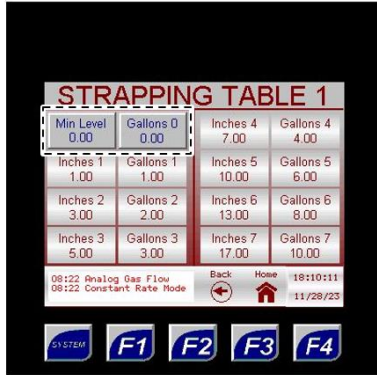 STRAPPING TABLE 1
Min Level
0.00
Gallons 0
0.00
Inches 4
7.00
Gallons 4
4.00
Inches 1
1.00
Gallons 1
1.00
Inches 5
10.00
Gallons 5
6.00
Inches 2
3.00
Gallons 2
2.00
Inches 6
13.00
Gallons 6
8.00
Inches 3
5.00
Gallons 3
3.00
Inches 7
17.00
Gallons 7
10.00
08:22 Analog Gas Flow
08:22 Constant Rate Mode
Back
Home
18:10:11
11/28/23
SYSTEM
F1
F2
F3
F4